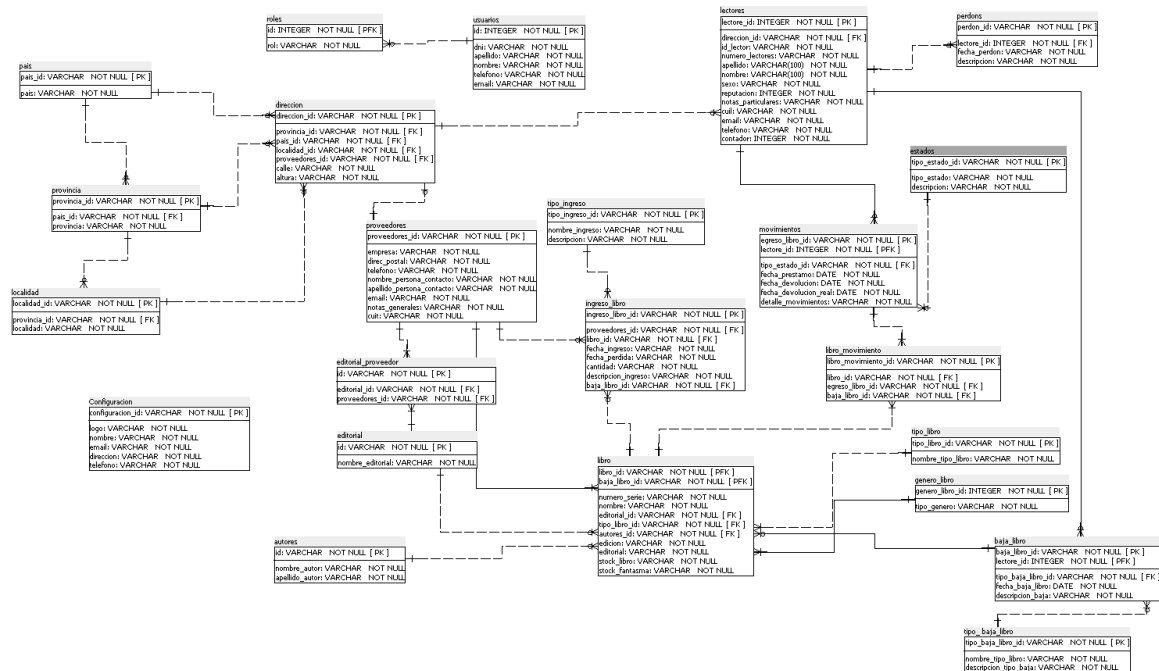 roles
id: INTEGER NOT NULL [ PFK ]
rol: VARCHAR NOT NULL
usuarios
id: INTEGER NOT NULL [ PK ]
dni: VARCHAR NOT NULL
apellido: VARCHAR NOT NULL
nombre: VARCHAR NOT NULL
telefono: VARCHAR NOT NULL
email: VARCHAR NOT NULL
lectores
lectore_id: INTEGER NOT NULL [ PK ]
direccion_id: VARCHAR NOT NULL [ FK ]
id_lector: VARCHAR NOT NULL
numero_lectores: VARCHAR NOT NULL
apellido: VARCHAR(100) NOT NULL
nombre: VARCHAR(100) NOT NULL
sexo: VARCHAR NOT NULL
reputacion: INTEGER NOT NULL
notas_particulares: VARCHAR NOT NULL
cuil: VARCHAR NOT NULL
email: VARCHAR NOT NULL
telefono: VARCHAR NOT NULL
contador: INTEGER NOT NULL
perdons
perdon_id: VARCHAR NOT NULL [ PK ]
lectore_id: INTEGER NOT NULL [ FK ]
fecha_perdon: VARCHAR NOT NULL
descripcion: VARCHAR NOT NULL
pais
pais_id: VARCHAR NOT NULL [ PK ]
pais: VARCHAR NOT NULL
direccion
direccion_id: VARCHAR NOT NULL [ PK ]
provincia_id: VARCHAR NOT NULL [ FK ]
pais_id: VARCHAR NOT NULL [ FK ]
localidad_id: VARCHAR NOT NULL [ FK ]
proveedores_id: VARCHAR NOT NULL [ FK ]
calle: VARCHAR NOT NULL
altura: VARCHAR NOT NULL
estados
tipo_estado_id: VARCHAR NOT NULL [ PK ]
tipo_estado: VARCHAR NOT NULL
descripcion: VARCHAR NOT NULL
provincia
provincia_id: VARCHAR NOT NULL [ PK ]
pais_id: VARCHAR NOT NULL [ FK ]
provincia: VARCHAR NOT NULL
proveedores
proveedores_id: VARCHAR NOT NULL [ PK ]
empresa: VARCHAR NOT NULL
direc_postal: VARCHAR NOT NULL
telefono: VARCHAR NOT NULL
nombre_persona_contacto: VARCHAR NOT NULL
apellido_persona_contacto: VARCHAR NOT NULL
email: VARCHAR NOT NULL
notas_generales: VARCHAR NOT NULL
cuit: VARCHAR NOT NULL
tipo_ingreso
tipo_ingreso_id: VARCHAR NOT NULL [ PK ]
nombre_ingreso: VARCHAR NOT NULL
descripcion: VARCHAR NOT NULL
movimientos
egreso_libro_id: VARCHAR NOT NULL [ PK ]
lectore_id: INTEGER NOT NULL [ PFK ]
tipo_estado_id: VARCHAR NOT NULL [ FK ]
fecha_prestamo: DATE NOT NULL
fecha_devolucion: DATE NOT NULL
fecha_devolucion_real: DATE NOT NULL
detalle_movimientos: VARCHAR NOT NULL
localidad
localidad_id: VARCHAR NOT NULL [ PK ]
provincia_id: VARCHAR NOT NULL [ FK ]
localidad: VARCHAR NOT NULL
ingreso_libro
ingreso_libro_id: VARCHAR NOT NULL [ PK ]
proveedores_id: VARCHAR NOT NULL [ FK ]
libro_id: VARCHAR NOT NULL [ FK ]
fecha_ingreso: VARCHAR NOT NULL
fecha_perdida: VARCHAR NOT NULL
cantidad: VARCHAR NOT NULL
descripcion_ingreso: VARCHAR NOT NULL
baja_libro_id: VARCHAR NOT NULL [ FK ]
libro_movimiento
libro_movimiento_id: VARCHAR NOT NULL [ PK ]
libro_id: VARCHAR NOT NULL [ FK ]
egreso_libro_id: VARCHAR NOT NULL [ FK ]
baja_libro_id: VARCHAR NOT NULL [ FK ]
editorial_proveedor
id: VARCHAR NOT NULL [ PK ]
editorial_id: VARCHAR NOT NULL [ FK ]
proveedores_id: VARCHAR NOT NULL [ FK ]
Configuracion
configuracion_id: VARCHAR NOT NULL [ PK ]
logo: VARCHAR NOT NULL
nombre: VARCHAR NOT NULL
email: VARCHAR NOT NULL
direccion: VARCHAR NOT NULL
telefono: VARCHAR NOT NULL
editorial
id: VARCHAR NOT NULL [ PK ]
nombre_editorial: VARCHAR NOT NULL
tipo_libro
tipo_libro_id: VARCHAR NOT NULL [ PK ]
nombre_tipo_libro: VARCHAR NOT NULL
libro
libro_id: VARCHAR NOT NULL [ PFK ]
baja_libro_id: VARCHAR NOT NULL [ PFK ]
numero_serie: VARCHAR NOT NULL
nombre: VARCHAR NOT NULL
editorial_id: VARCHAR NOT NULL [ FK ]
tipo_libro_id: VARCHAR NOT NULL [ FK ]
autores_id: VARCHAR NOT NULL [ FK ]
edicion: VARCHAR NOT NULL
editorial: VARCHAR NOT NULL
stock_libro: VARCHAR NOT NULL
stock_fantasma: VARCHAR NOT NULL
genero_libro
genero_libro_id: INTEGER NOT NULL [ PK ]
tipo_genero: VARCHAR NOT NULL
autores
id: VARCHAR NOT NULL [ PK ]
nombre_autor: VARCHAR NOT NULL
apellido_autor: VARCHAR NOT NULL
baja_libro
baja_libro_id: VARCHAR NOT NULL [ PK ]
lectore_id: INTEGER NOT NULL [ PFK ]
tipo_baja_libro_id: VARCHAR NOT NULL [ FK ]
fecha_baja_libro: DATE NOT NULL
descripcion_baja: VARCHAR NOT NULL
tipo_ baja_libro
tipo_baja_libro_id: VARCHAR NOT NULL [ PK ]
nombre_tipo_libro: VARCHAR NOT NULL
descripcion_tipo_baja: VARCHAR NOT NULL